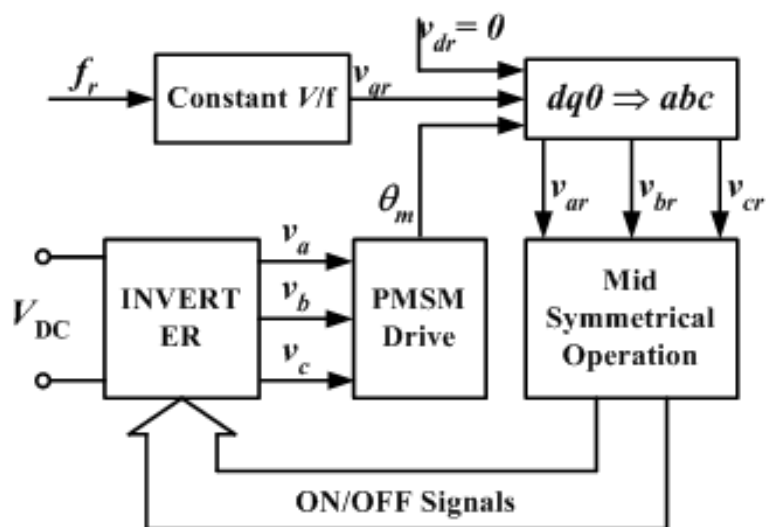 v_dr = 0
f_r
Constant V/f
v_qr
dq0 ⇒ abc
θ_m
v_ar
v_br
v_cr
V_DC
INVERT
ER
v_a
v_b
v_c
PMSM
Drive
Mid
Symmetrical
Operation
ON/OFF Signals